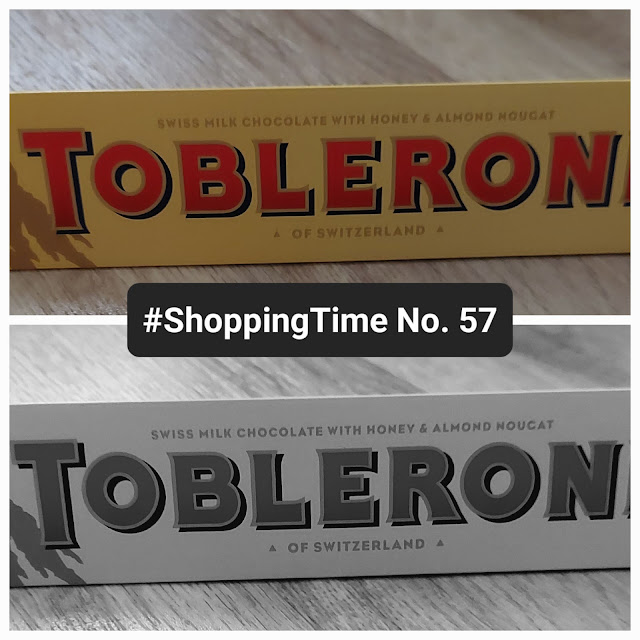 SWISS MILK CHOCOLATE WITH HONEY & ALMOND NOUGAT
TOBLERON
OF SWITZERLAND
#ShoppingTime No. 57
SWISS MILK CHOCOLATE WITH HONEY & ALMOND NOUGAT
TOBLERON
OF SWITZERLAND